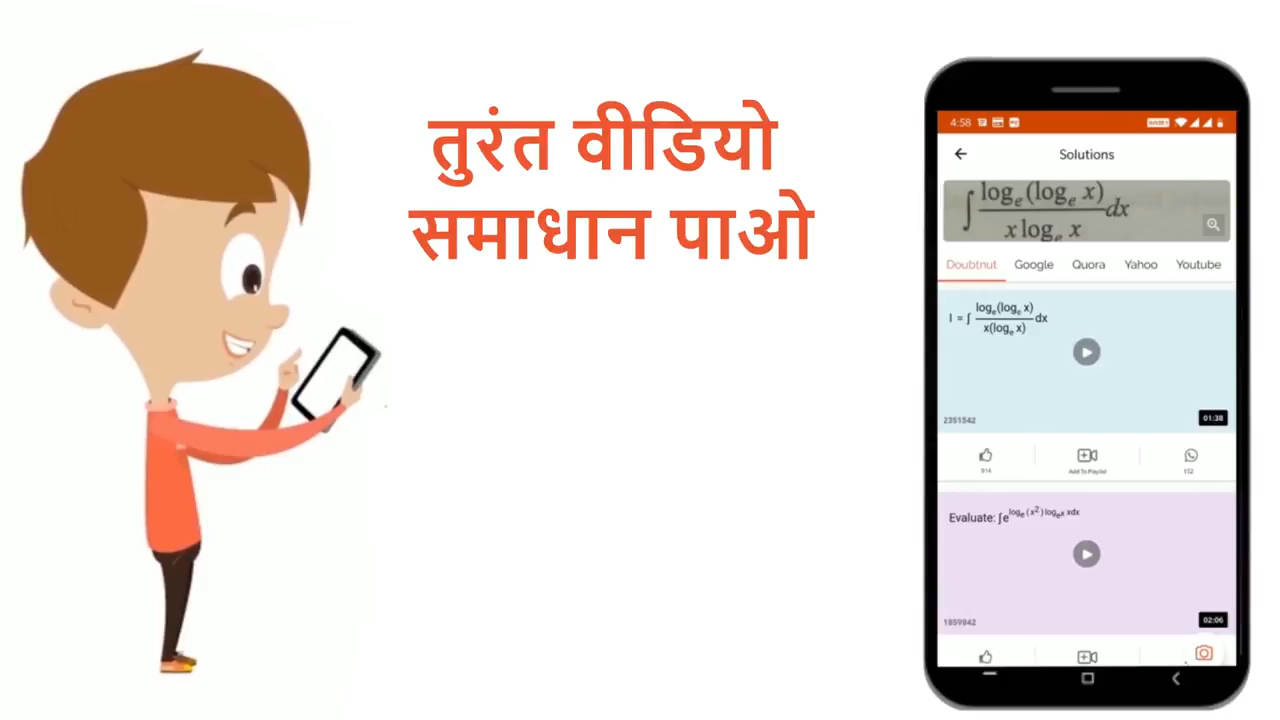 तुरंत वीडियो
समाधान पाओ
4:58
Solutions
∫ logₑ(logₑ x) / x logₑ x dx
Doubtnut Google Quora Yahoo Youtube
I = ∫ logₑ(logₑ x) / x(logₑ x) dx
2351542
01:38
914
Add To Playlist
152
Evaluate: ∫e^logₑ(x²) logₑx xdx
1859842
02:06